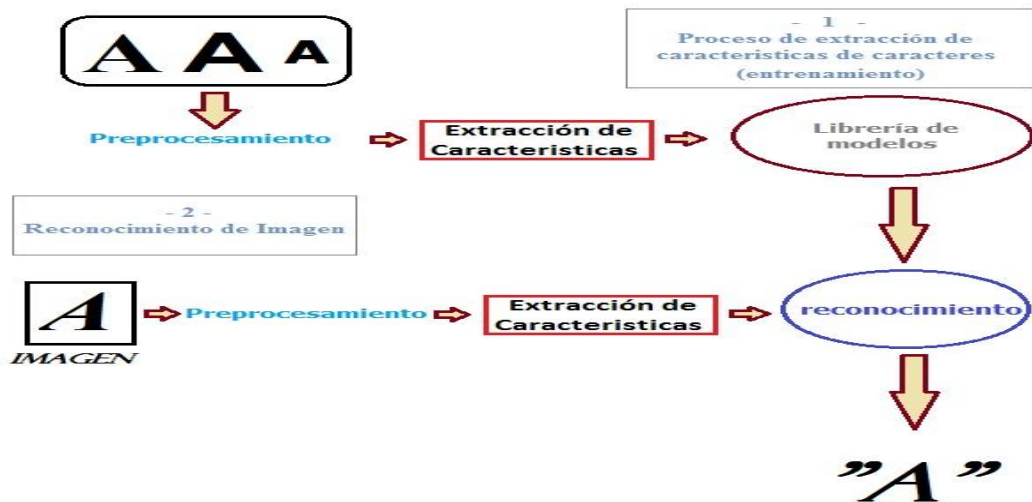 A A A
- 1 -
Proceso de extracción de
caracteristicas de caracteres
(entrenamiento)
Preprocesamiento
Extracción de
Caracteristicas
Librería de
modelos
- 2 -
Reconocimiento de Imagen
A
IMAGEN
Preprocesamiento
Extracción de
Caracteristicas
reconocimiento
”A”